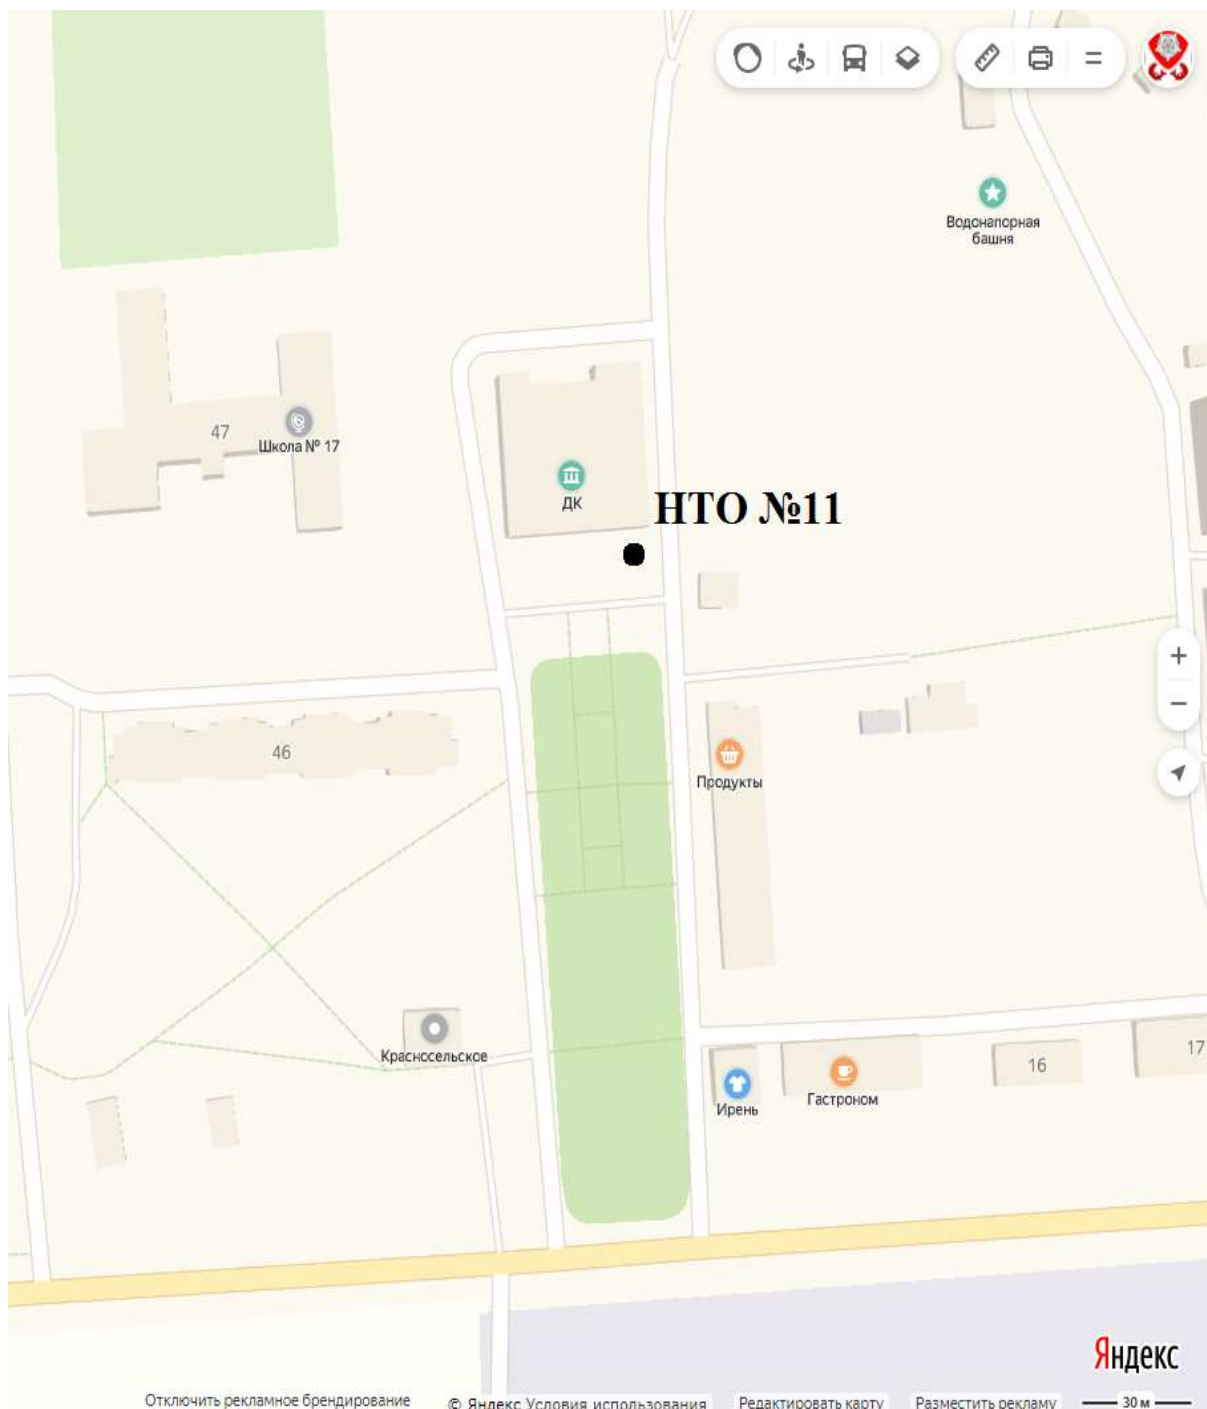 Водонапорная
башня
47
Школа № 17
ДК
НТО №11
46
Продукты
Красносельское
Ирень
Гастроном
16
17
Яндекс
Отключить рекламное брендирование
© Яндекс Условия использования
Редактировать карту
Разместить рекламу
30 м